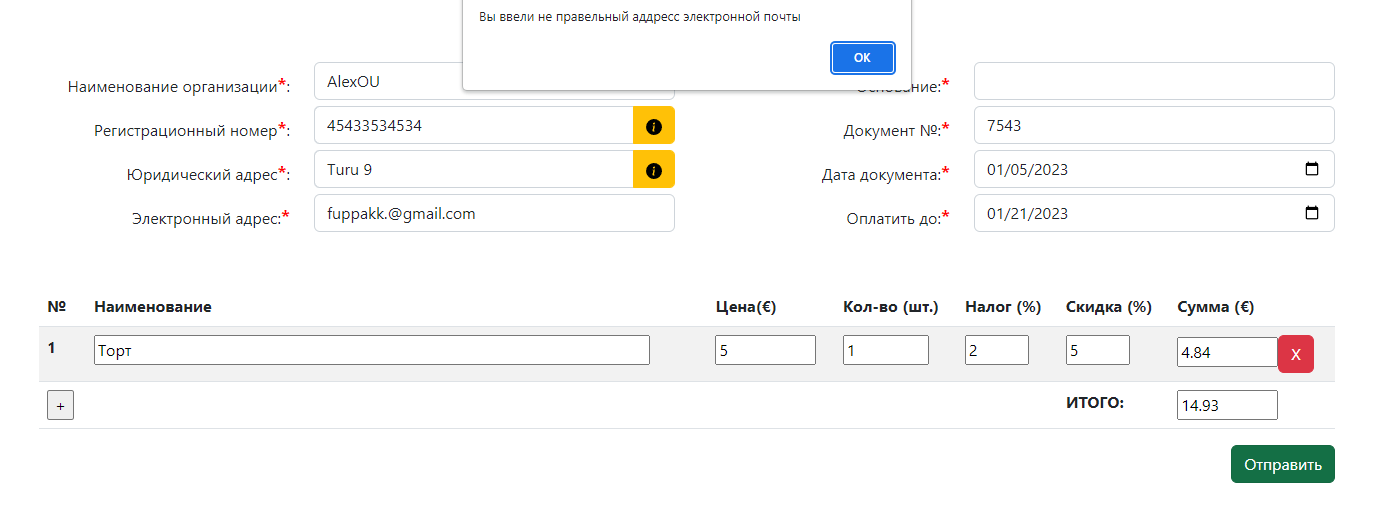 Вы ввели не правельный аддресс электронной почты
ОК
Наименование организации*: AlexOU
Основание:*
Регистрационный номер*: 45433534534
Документ №:* 7543
Юридический адрес*: Turu 9
Дата документа:* 01/05/2023
Электронный адрес:* fuppakk.@gmail.com
Оплатить до:* 01/21/2023
№ Наименование Цена(€) Кол-во (шт.) Налог (%) Скидка (%) Сумма (€)
1 Торт 5 1 2 5 4.84 X
+ ИТОГО: 14.93
Отправить